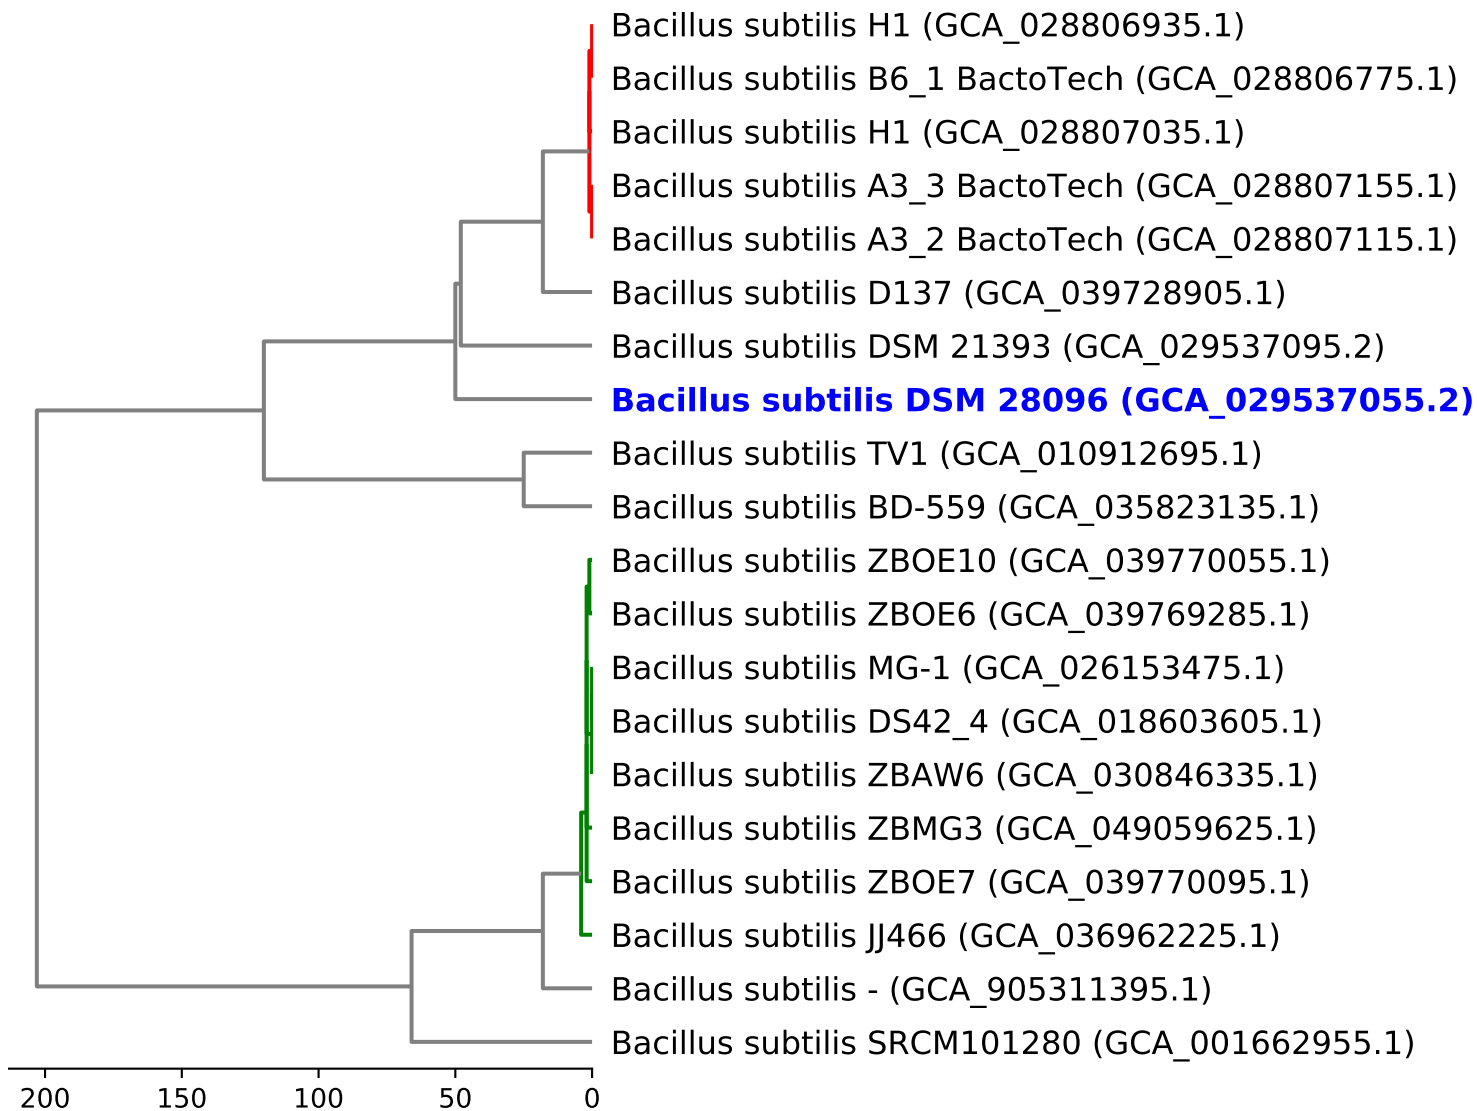 Bacillus subtilis H1 (GCA_028806935.1)
Bacillus subtilis B6_1 BactoTech (GCA_028806775.1)
Bacillus subtilis H1 (GCA_028807035.1)
Bacillus subtilis A3_3 BactoTech (GCA_028807155.1)
Bacillus subtilis A3_2 BactoTech (GCA_028807115.1)
Bacillus subtilis D137 (GCA_039728905.1)
Bacillus subtilis DSM 21393 (GCA_029537095.2)
Bacillus subtilis DSM 28096 (GCA_029537055.2)
Bacillus subtilis TV1 (GCA_010912695.1)
Bacillus subtilis BD-559 (GCA_035823135.1)
Bacillus subtilis ZBOE10 (GCA_039770055.1)
Bacillus subtilis ZBOE6 (GCA_039769285.1)
Bacillus subtilis MG-1 (GCA_026153475.1)
Bacillus subtilis DS42_4 (GCA_018603605.1)
Bacillus subtilis ZBAW6 (GCA_030846335.1)
Bacillus subtilis ZBMG3 (GCA_049059625.1)
Bacillus subtilis ZBOE7 (GCA_039770095.1)
Bacillus subtilis JJ466 (GCA_036962225.1)
Bacillus subtilis - (GCA_905311395.1)
Bacillus subtilis SRCM101280 (GCA_001662955.1)
200 150 100 50 0